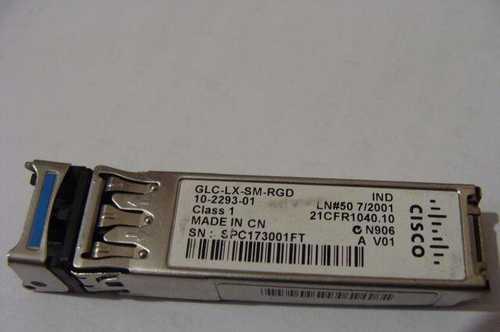 GLC-LX-SM-RGD
10-2293-01
Class 1
MADE IN CN
SN : SPC173001FT
IND
LN#50 7/2001
21CFR1040.10
N906
A V01
CISCO